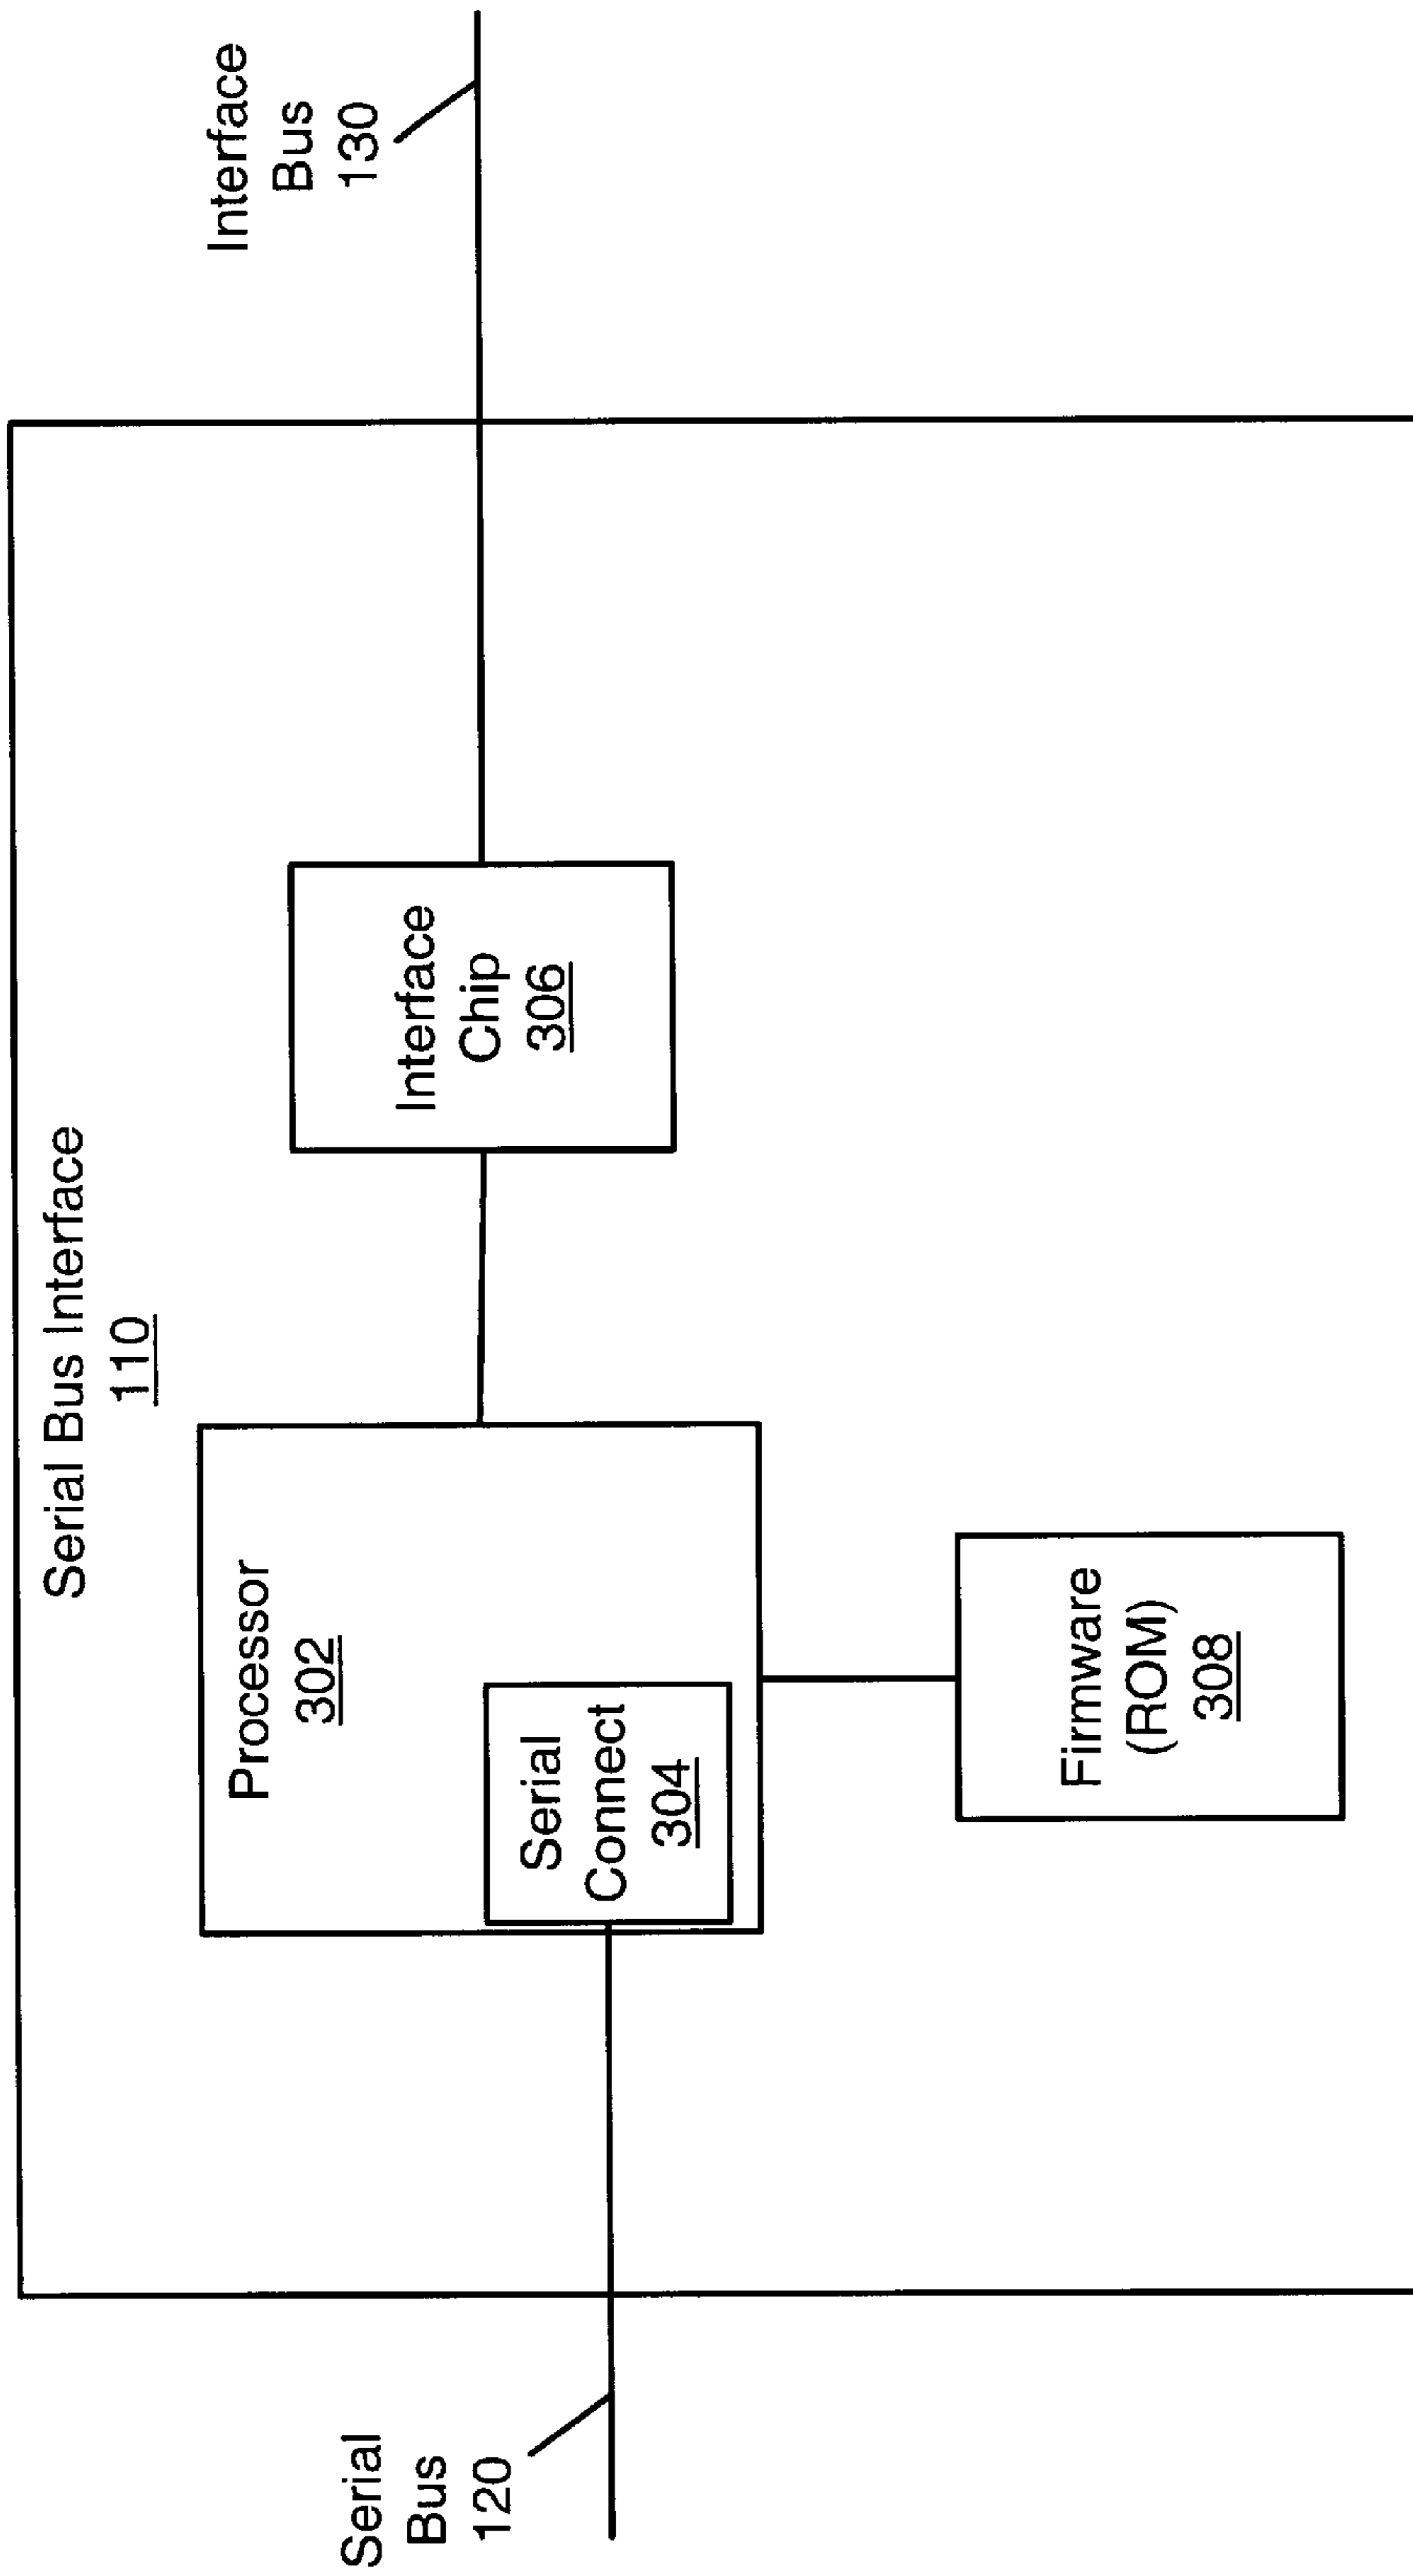 Serial Bus Interface
110
Serial
Bus
120
Processor
302
Serial
Connect
304
Interface
Chip
306
Interface
Bus
130
Firmware
(ROM)
308